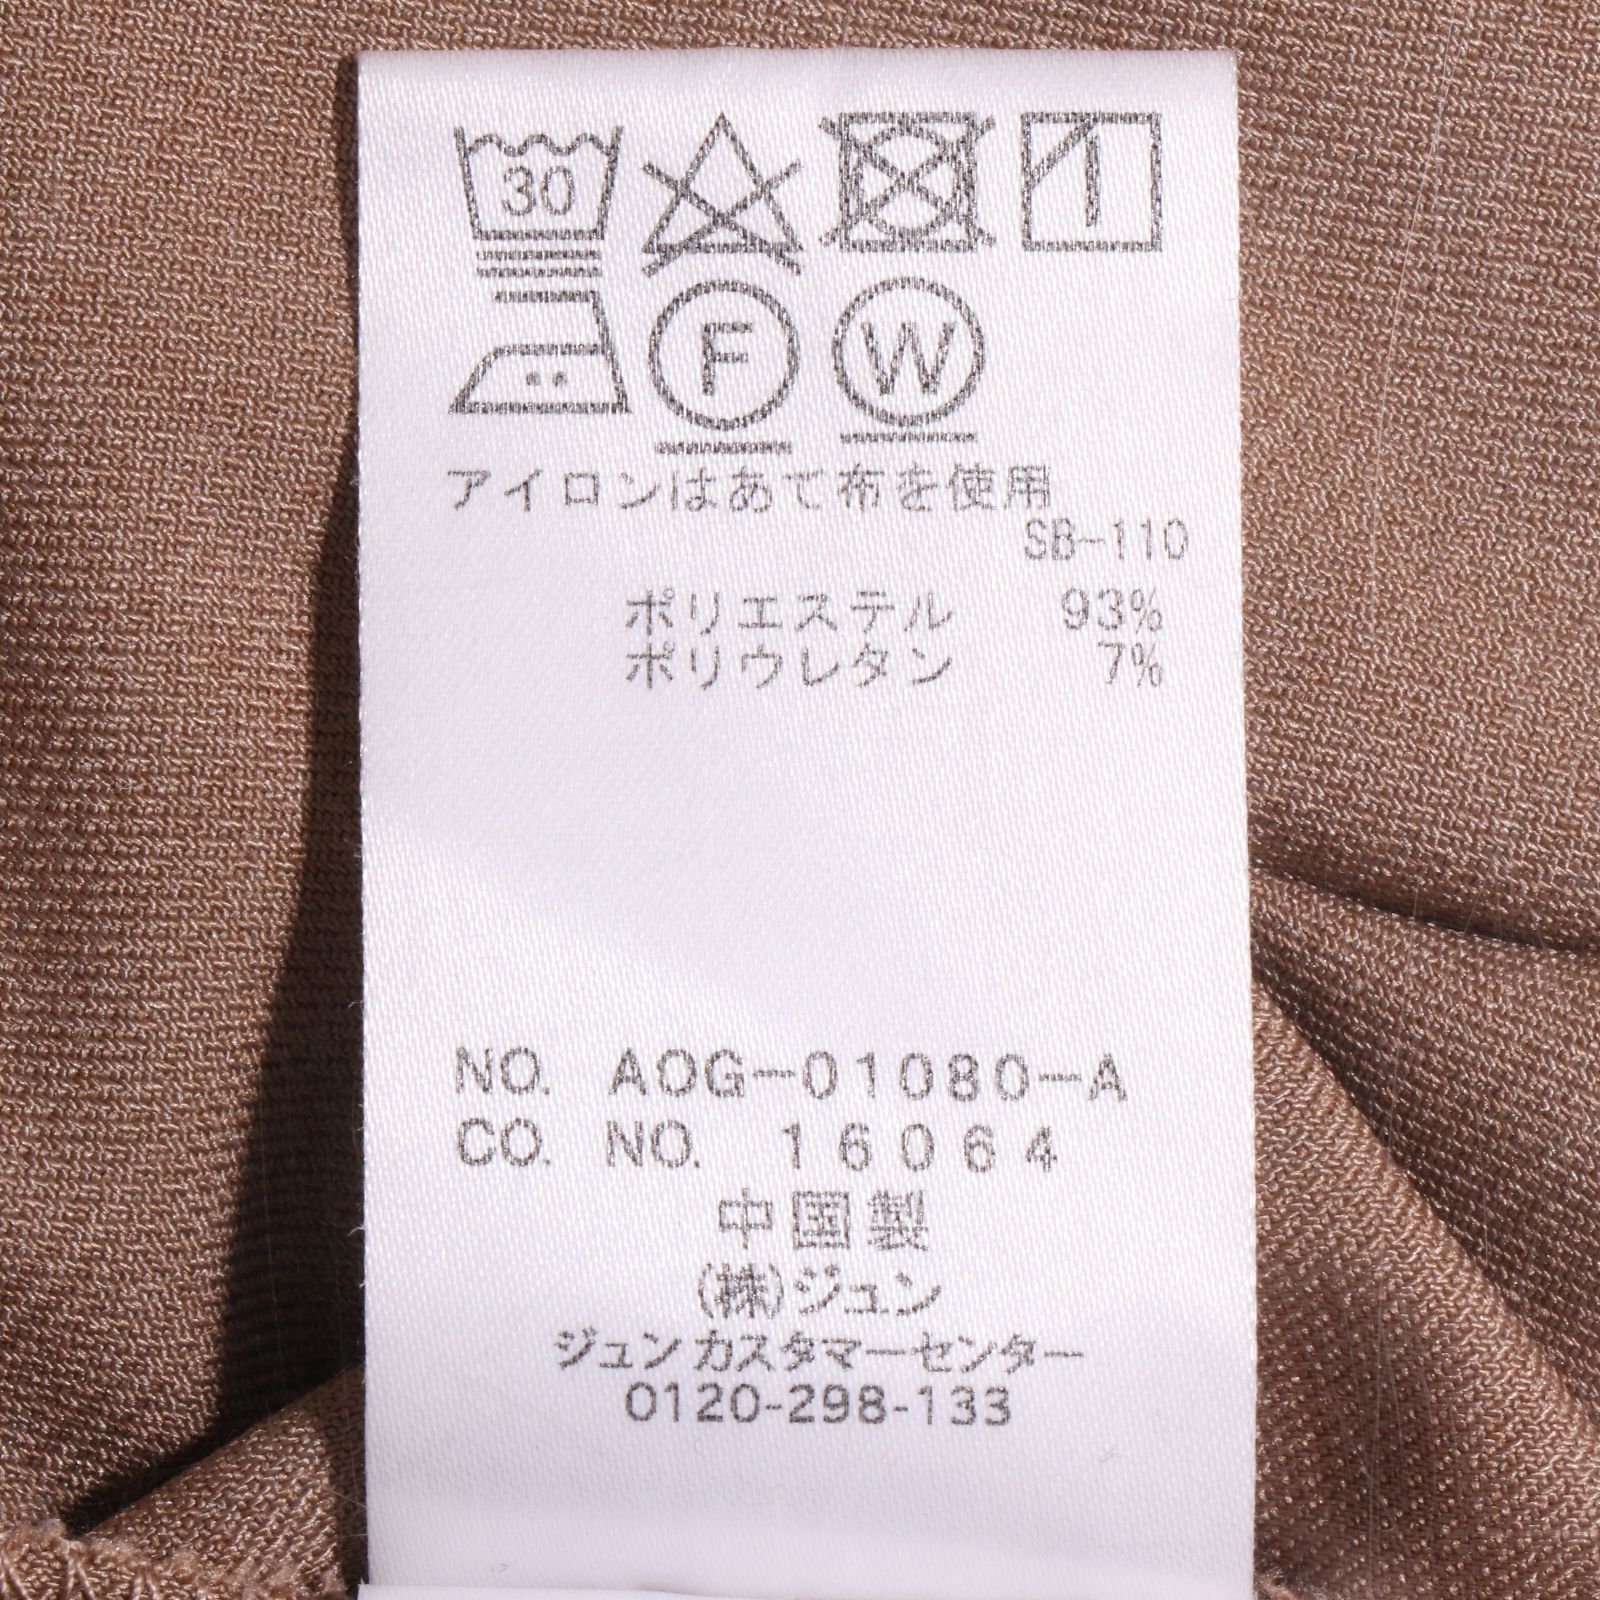 30
F W
アイロンはあて布を使用
SB-110
ポリエステル 93%
ポリウレタン 7%
NO. AOG-01080-A
CO. NO. 16064
中国製
(株)ジュン
ジュンカスタマーセンター
0120-298-133